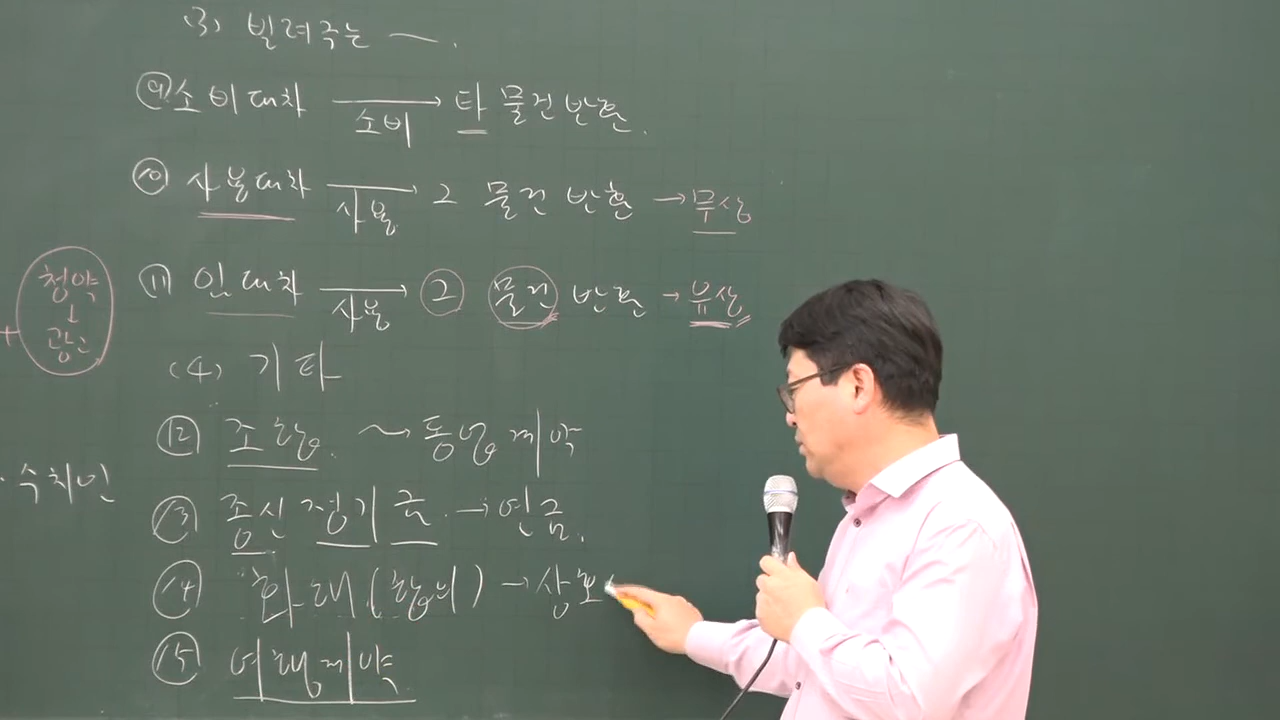 (3) 빌려주는 ~.
⑨ 소비대차 → 타 물건 반환.
소비
⑩ 사용대차 → 그 물건 반환 → 무상
사용
⑪ 임대차 → 그 물건 반환 → 유상
사용
청약
↓
+ 광고
(4) 기타
⑫ 조합. ~ 동업계약
수치인
⑬ 종신 정기금. → 연금.
⑭ 화해(합의) → 상호
⑮ 여행계약